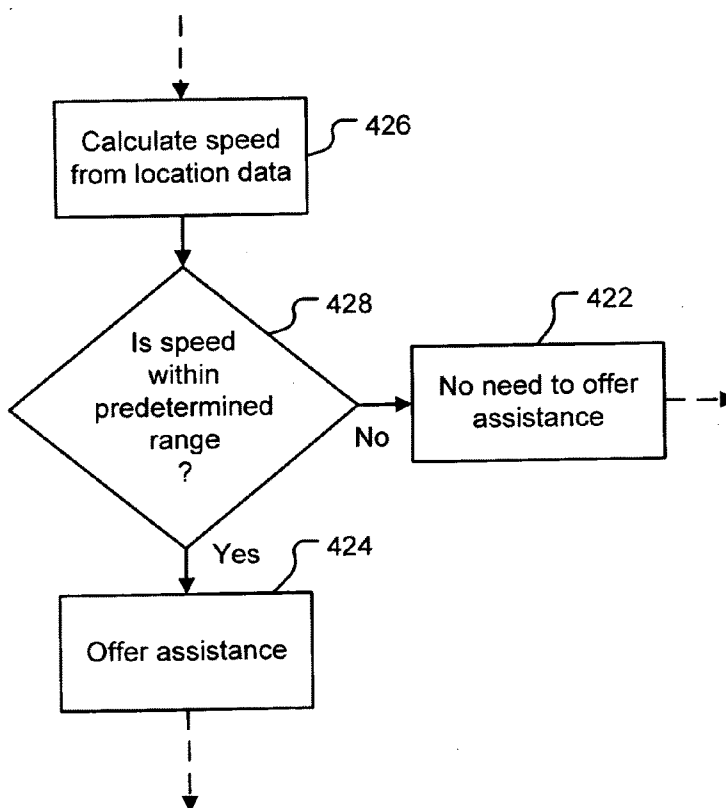 Calculate speed
from location data
426
Is speed
within
predetermined
range
?
428
No
422
No need to offer
assistance
Yes
424
Offer assistance